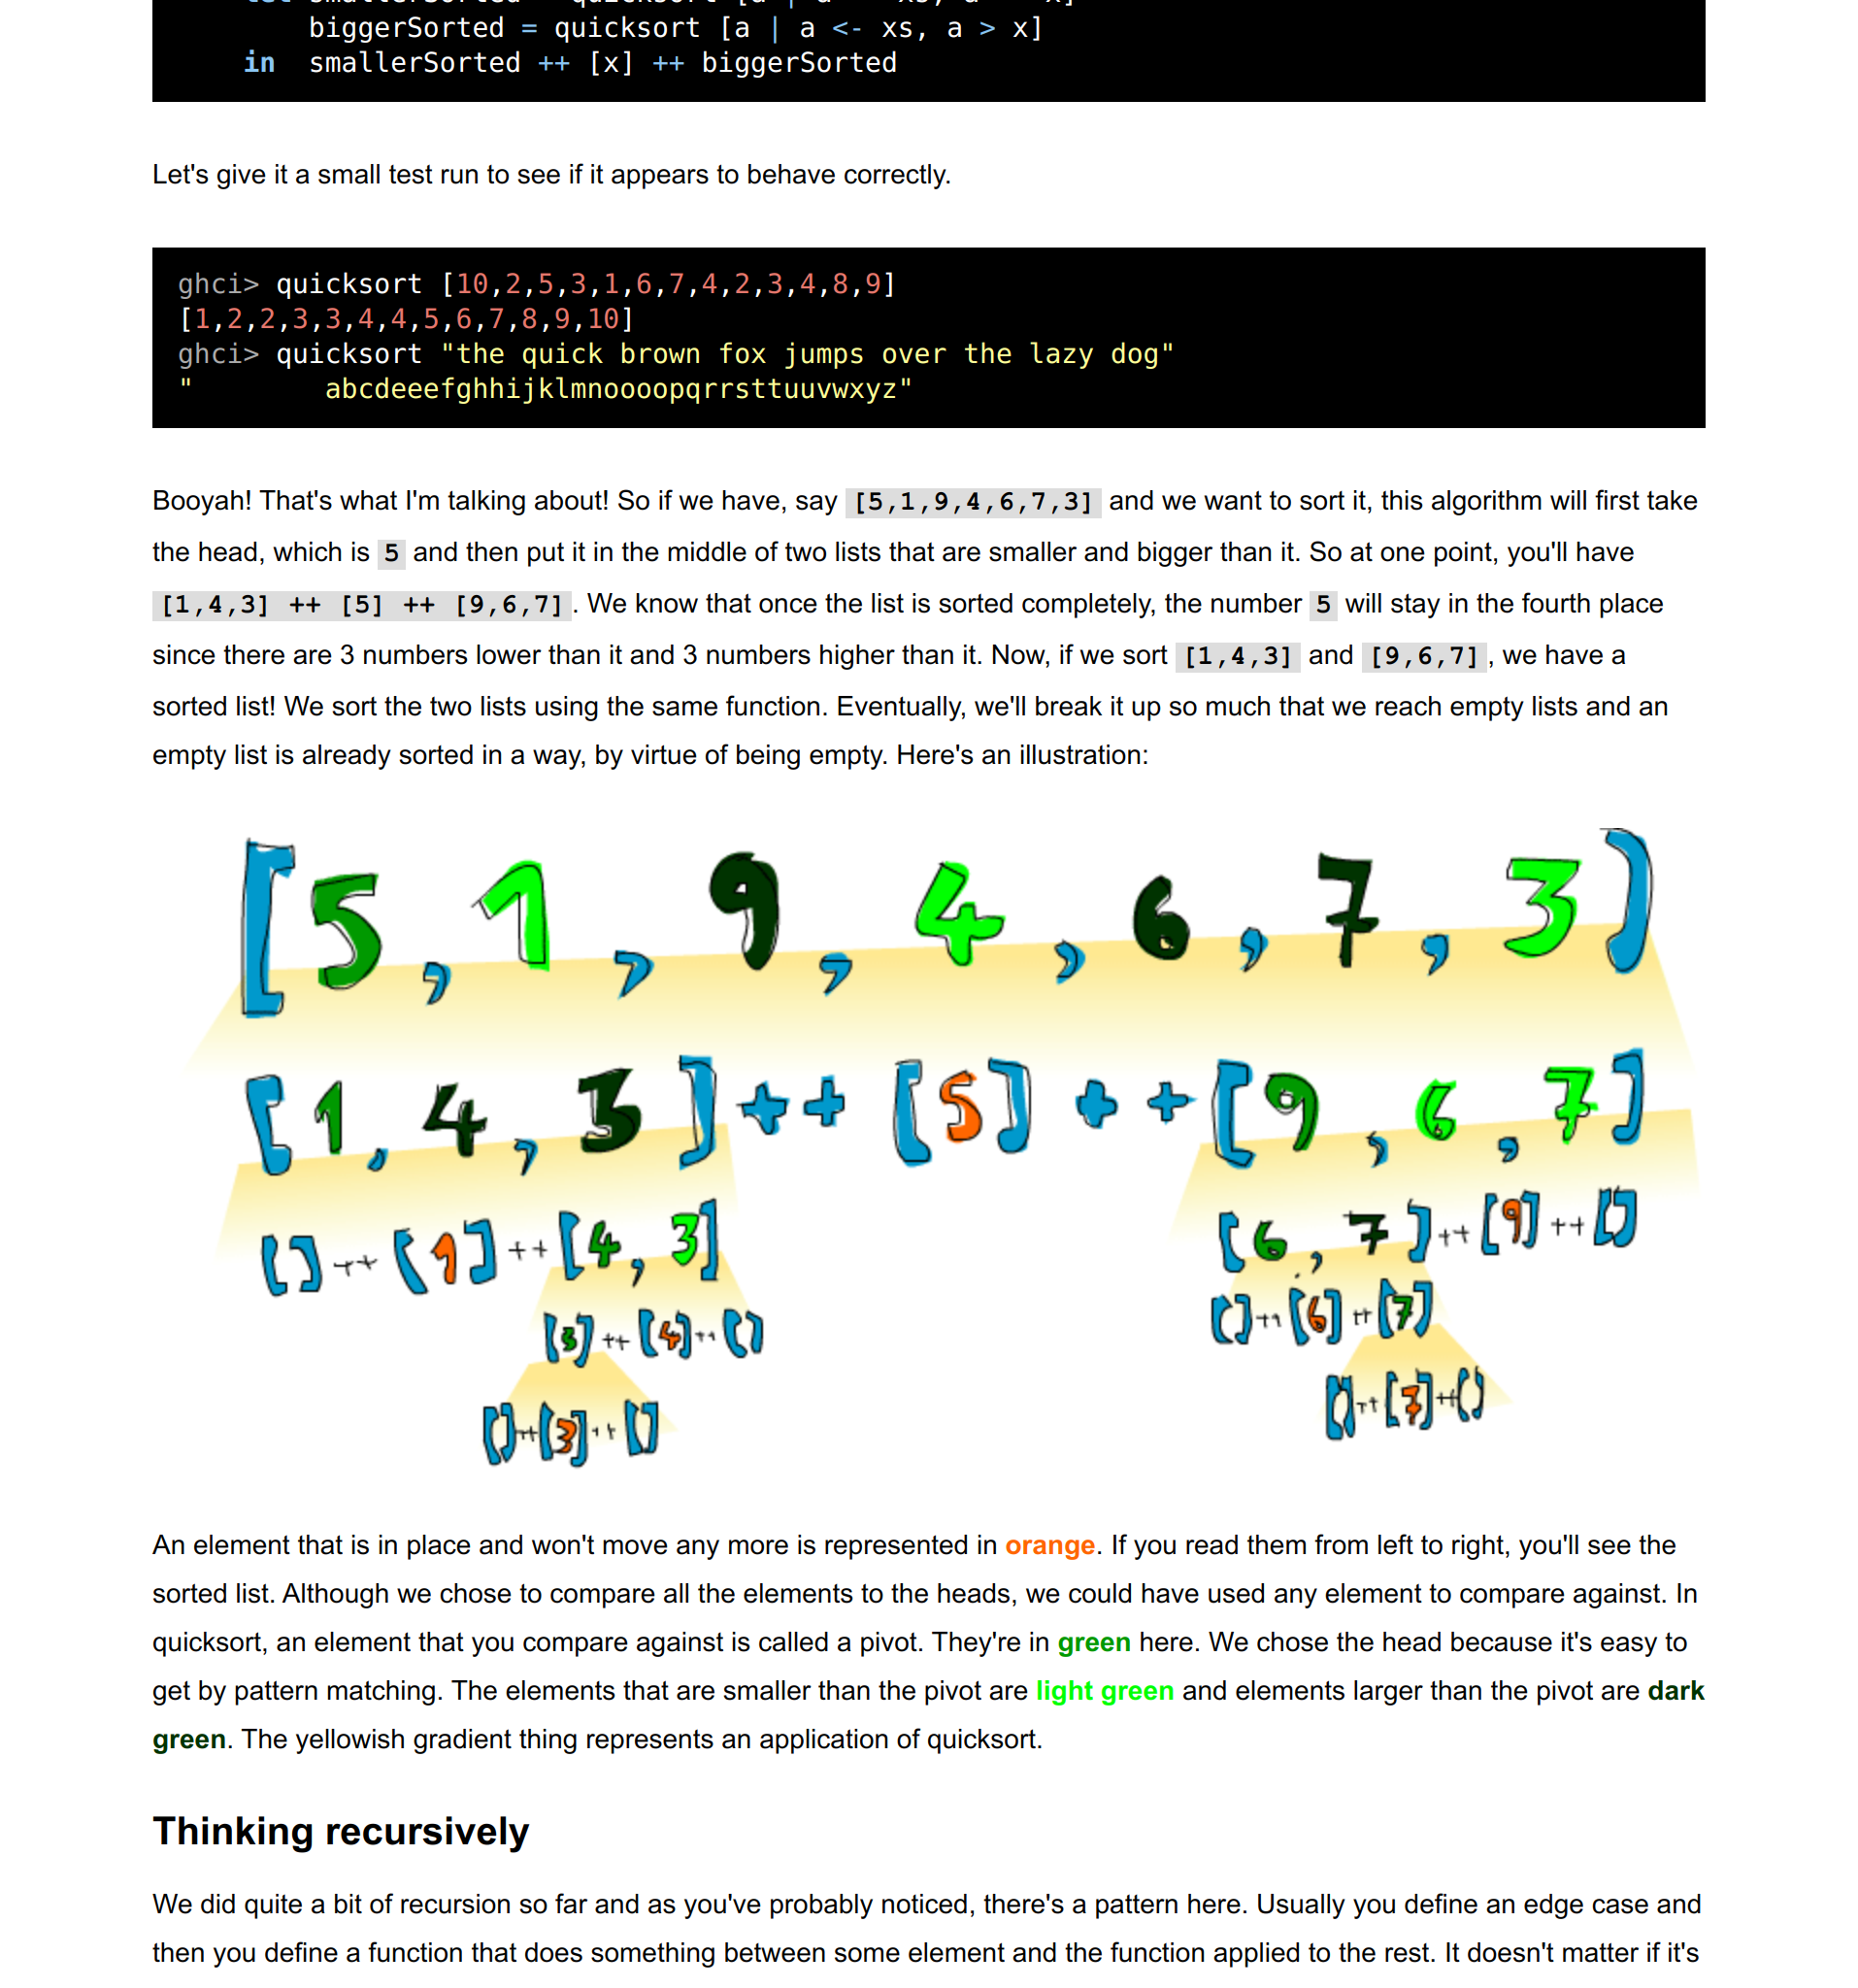 biggerSorted = quicksort [a | a <- xs, a > x]
in  smallerSorted ++ [x] ++ biggerSorted
Let's give it a small test run to see if it appears to behave correctly.
ghci> quicksort [10,2,5,3,1,6,7,4,2,3,4,8,9]
[1,2,2,3,3,4,4,5,6,7,8,9,10]
ghci> quicksort "the quick brown fox jumps over the lazy dog"
"        abcdeeefghhijklmnoooopqrrsttuuvwxyz"
Booyah! That's what I'm talking about! So if we have, say [5,1,9,4,6,7,3] and we want to sort it, this algorithm will first take
the head, which is 5 and then put it in the middle of two lists that are smaller and bigger than it. So at one point, you'll have
[1,4,3] ++ [5] ++ [9,6,7]. We know that once the list is sorted completely, the number 5 will stay in the fourth place
since there are 3 numbers lower than it and 3 numbers higher than it. Now, if we sort [1,4,3] and [9,6,7], we have a
sorted list! We sort the two lists using the same function. Eventually, we'll break it up so much that we reach empty lists and an
empty list is already sorted in a way, by virtue of being empty. Here's an illustration:
[5,1,9,4,6,7,3]
[1,4,3]++[5]++[9,6,7]
[]++[1]++[4,3] [6,7]++[9]++[]
[3]++[4]++[] []++[6]++[7]
[]++[3]++[] []++[7]++[]
An element that is in place and won't move any more is represented in orange. If you read them from left to right, you'll see the
sorted list. Although we chose to compare all the elements to the heads, we could have used any element to compare against. In
quicksort, an element that you compare against is called a pivot. They're in green here. We chose the head because it's easy to
get by pattern matching. The elements that are smaller than the pivot are light green and elements larger than the pivot are dark
green. The yellowish gradient thing represents an application of quicksort.
Thinking recursively
We did quite a bit of recursion so far and as you've probably noticed, there's a pattern here. Usually you define an edge case and
then you define a function that does something between some element and the function applied to the rest. It doesn't matter if it's